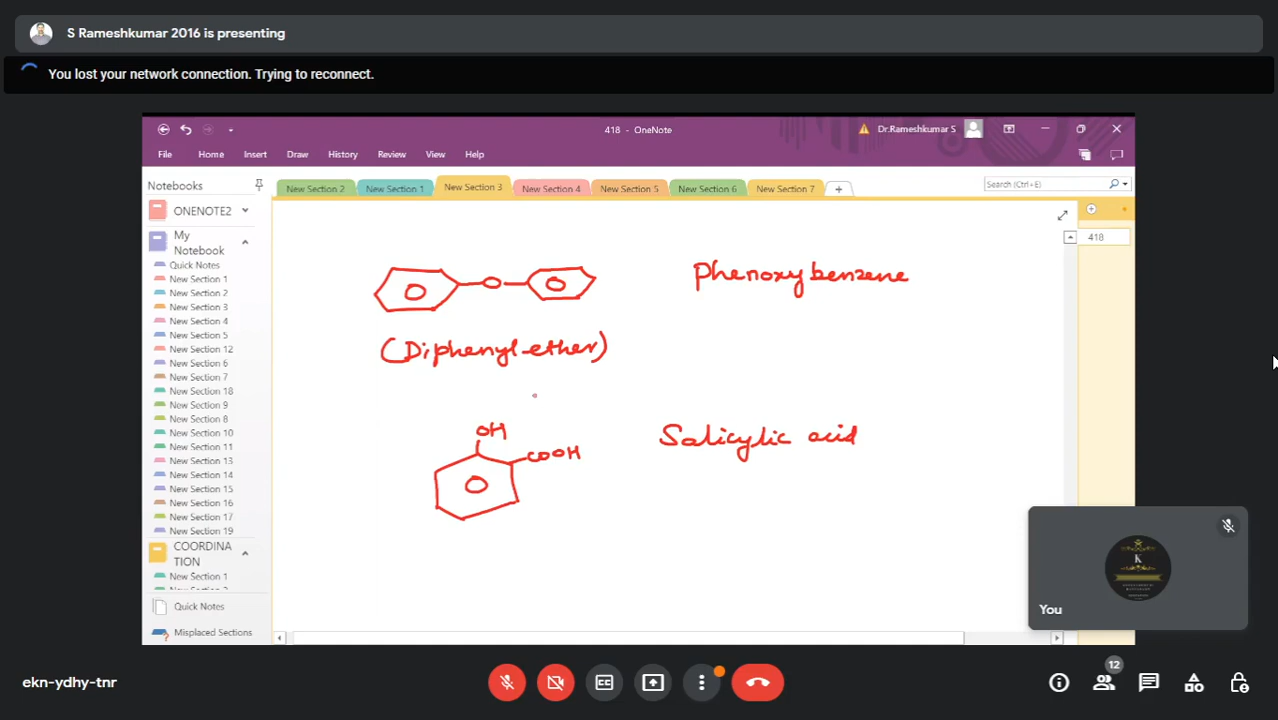 S Rameshkumar 2016 is presenting
You lost your network connection. Trying to reconnect.
418 - OneNote
Dr.Rameshkumar S
File Home Insert Draw History Review View Help
Notebooks
New Section 2 New Section 1 New Section 3 New Section 4 New Section 5 New Section 6 New Section 7 +
Search (Ctrl+E)
ONENOTE2
My
Notebook
Quick Notes
New Section 1
New Section 2
New Section 3
New Section 4
New Section 5
New Section 12
New Section 6
New Section 7
New Section 18
New Section 9
New Section 8
New Section 10
New Section 11
New Section 13
New Section 14
New Section 15
New Section 16
New Section 17
New Section 19
COORDINA
TION
New Section 1
Quick Notes
Misplaced Sections
418
O O O Phenoxybenzene
(Diphenyl ether)
OH
COOH Salicylic acid
O
K
You
ekn-ydhy-tnr
CC
12